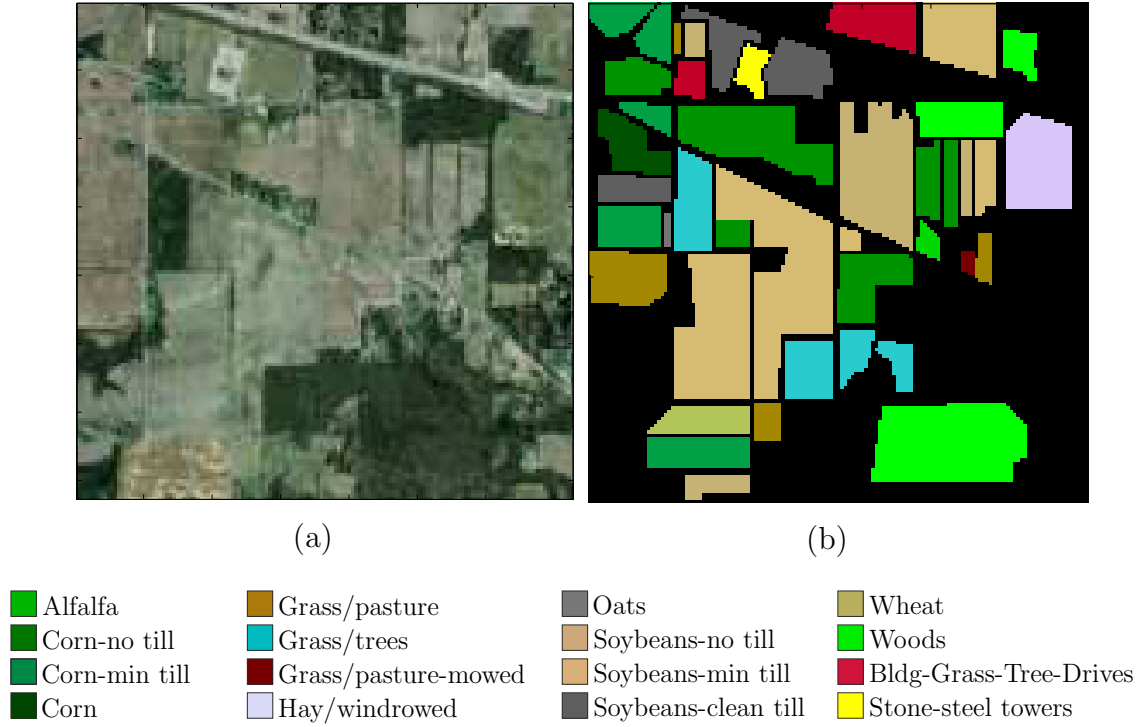 (a)
(b)
Alfalfa
Corn-no till
Corn-min till
Corn
Grass/pasture
Grass/trees
Grass/pasture-mowed
Hay/windrowed
Oats
Soybeans-no till
Soybeans-min till
Soybeans-clean till
Wheat
Woods
Bldg-Grass-Tree-Drives
Stone-steel towers